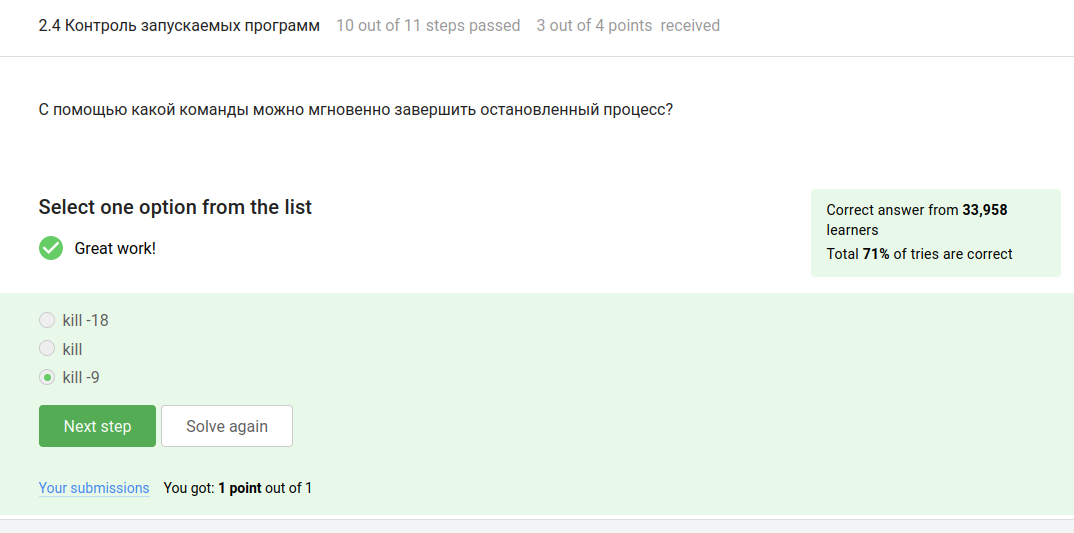 2.4 Контроль запускаемых программ 10 out of 11 steps passed 3 out of 4 points received
С помощью какой команды можно мгновенно завершить остановленный процесс?
Select one option from the list
Great work!
Correct answer from 33,958
learners
Total 71% of tries are correct
kill -18
kill
kill -9
Next step Solve again
Your submissions You got: 1 point out of 1